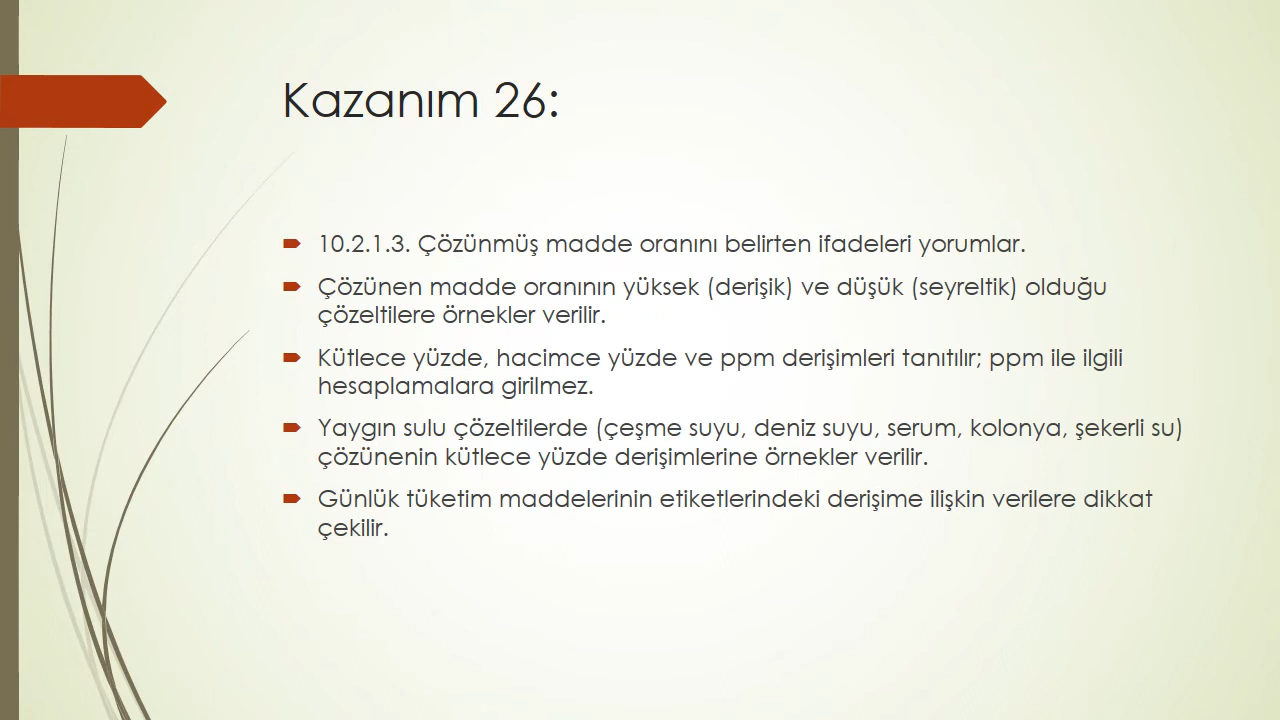 Kazanım 26:
10.2.1.3. Çözünmüş madde oranını belirten ifadeleri yorumlar.
Çözünen madde oranının yüksek (derişik) ve düşük (seyreltik) olduğu
çözeltilere örnekler verilir.
Kütlece yüzde, hacimce yüzde ve ppm derişimleri tanıtılır; ppm ile ilgili
hesaplamalara girilmez.
Yaygın sulu çözeltilerde (çeşme suyu, deniz suyu, serum, kolonya, şekerli su)
çözünenin kütlece yüzde derişimlerine örnekler verilir.
Günlük tüketim maddelerinin etiketlerindeki derişime ilişkin verilere dikkat
çekilir.